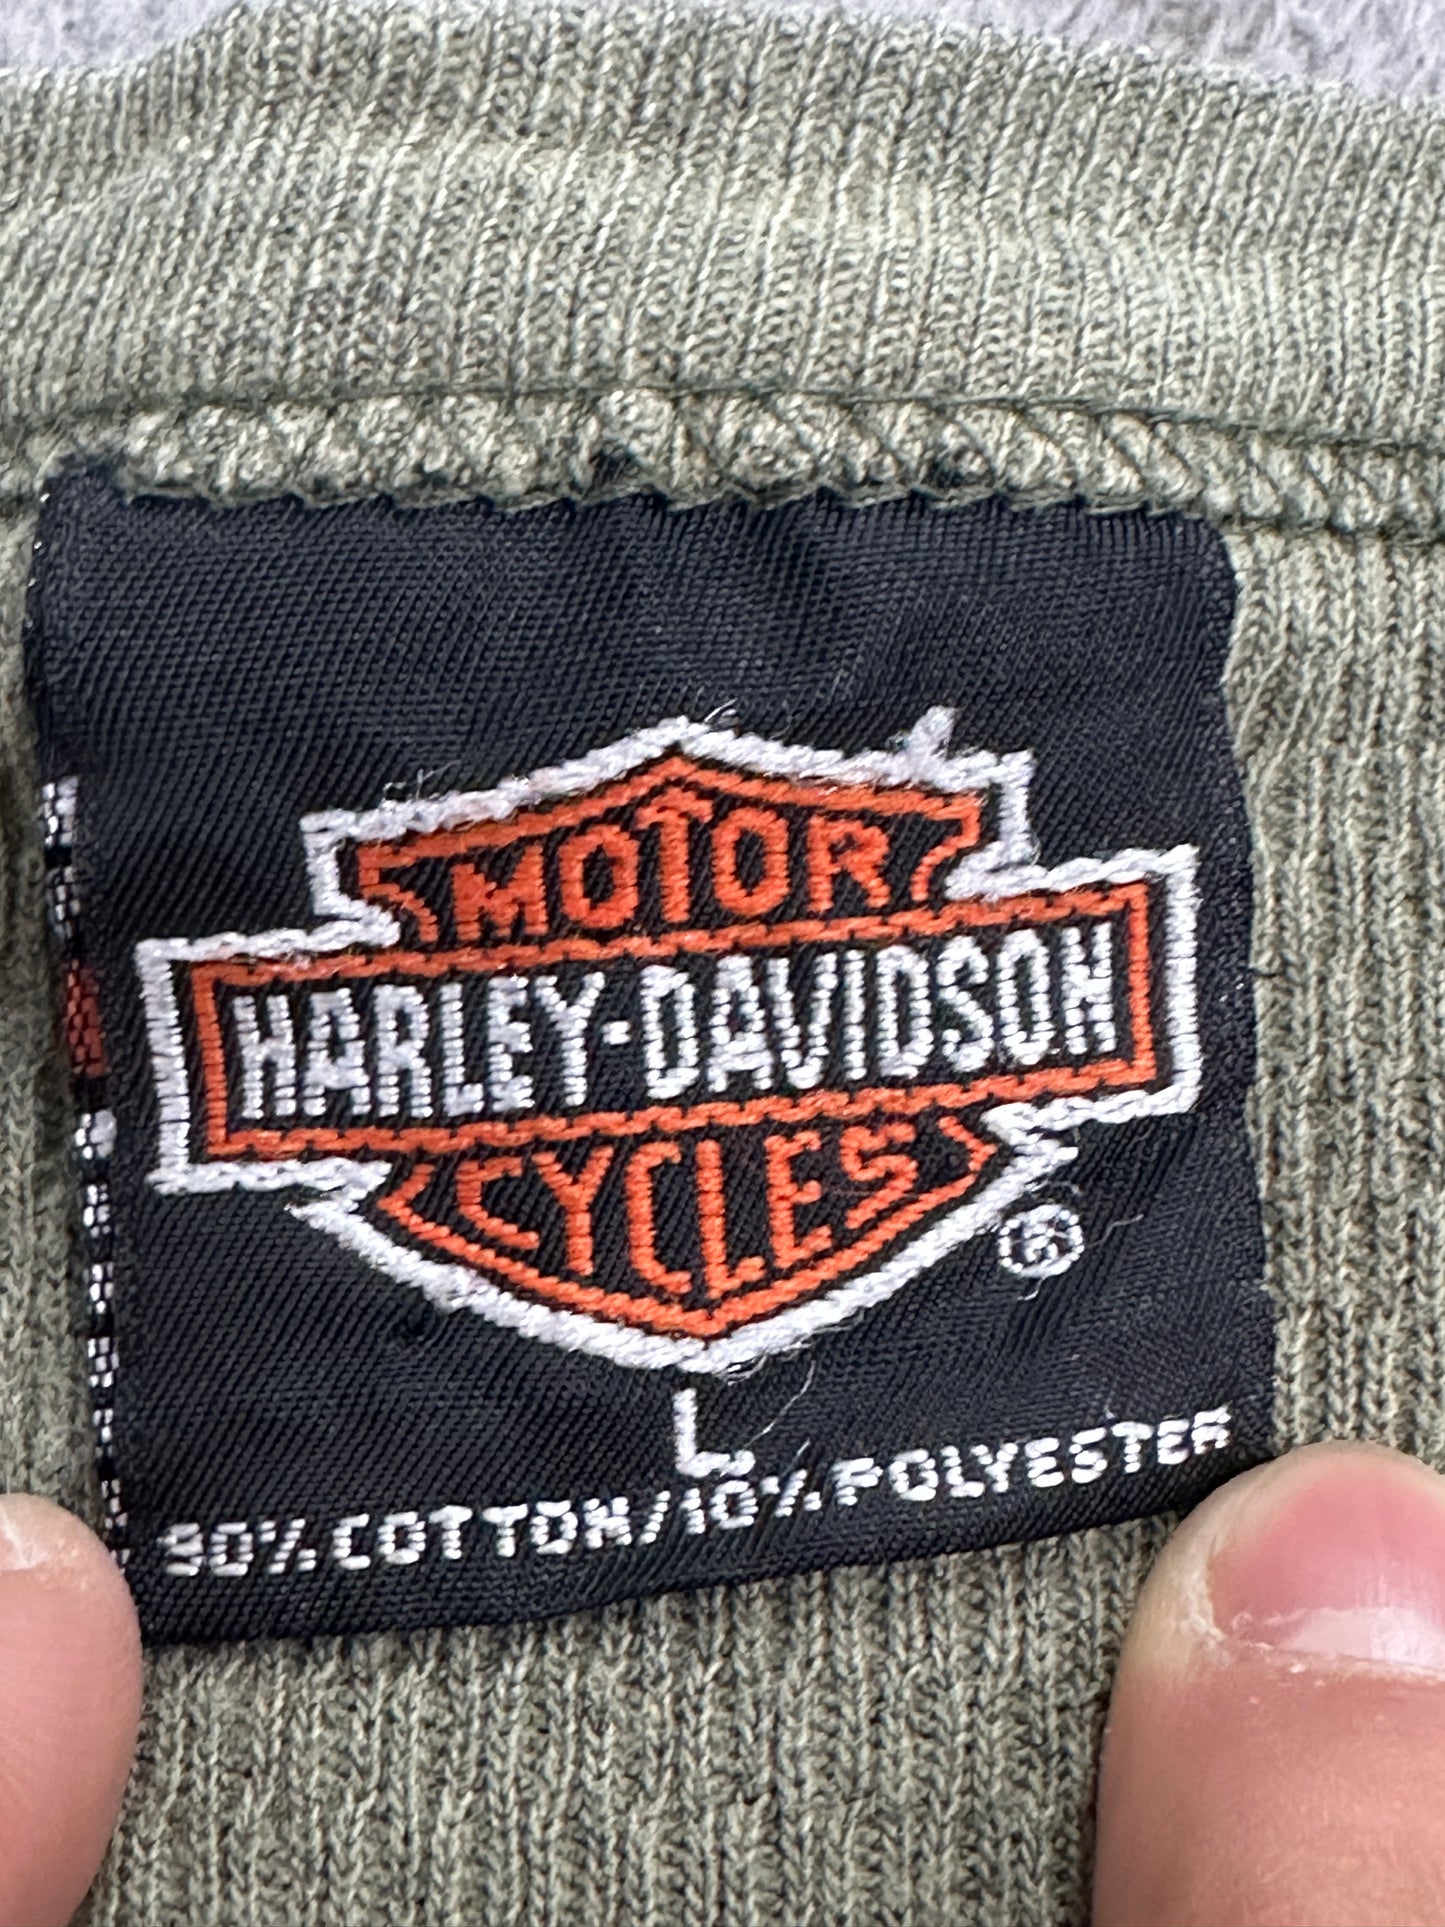 MOTOR
HARLEY-DAVIDSON
CYCLES
®
L
90% COTTON/10% POLYESTER